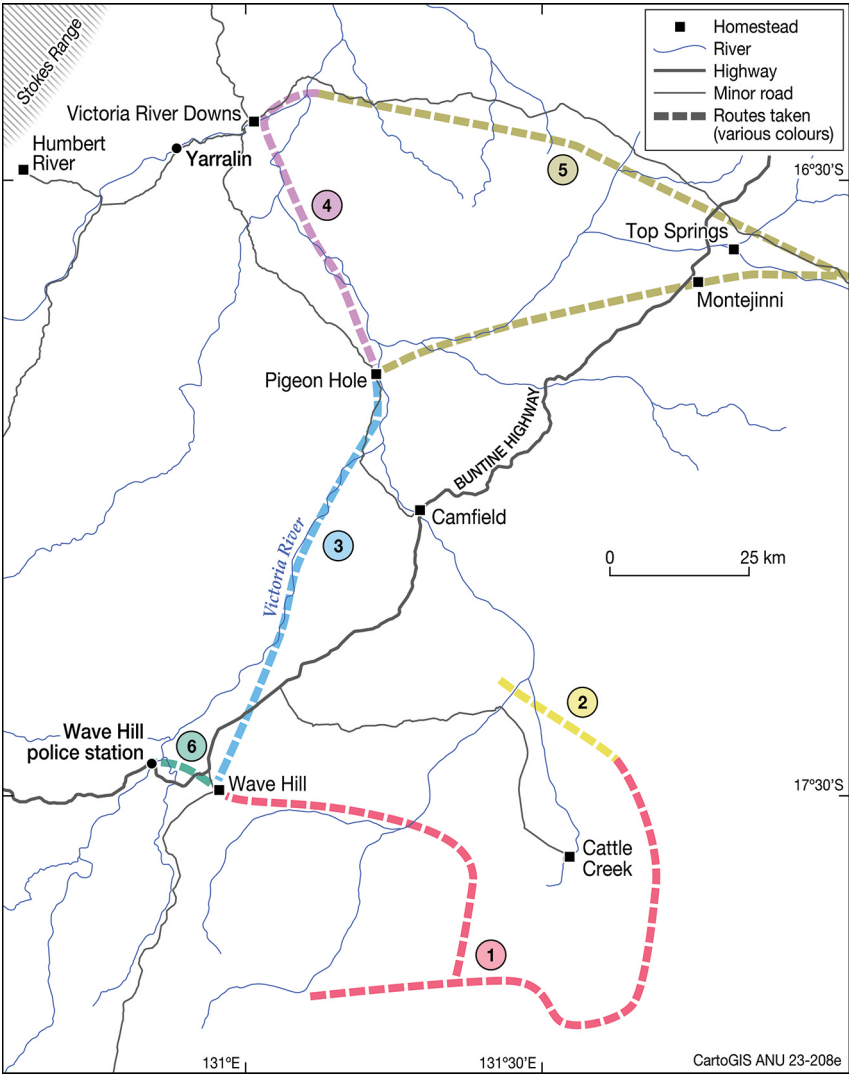 Stokes Range
Homestead
River
Highway
Minor road
Routes taken
(various colours)
Victoria River Downs
Humbert
River
Yarralin
16°30'S
5
4
Top Springs
Montejinni
Pigeon Hole
BUNTINE HIGHWAY
Camfield
3
Victoria River
0
25 km
2
Wave Hill
police station
6
Wave Hill
17°30'S
Cattle
Creek
1
131°E
131°30'E
CartoGIS ANU 23-208e